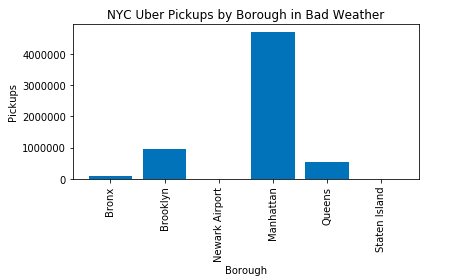 NYC Uber Pickups by Borough in Bad Weather
Pickups
4000000
3000000
2000000
1000000
0
Bronx
Brooklyn
Newark Airport
Manhattan
Queens
Staten Island
Borough